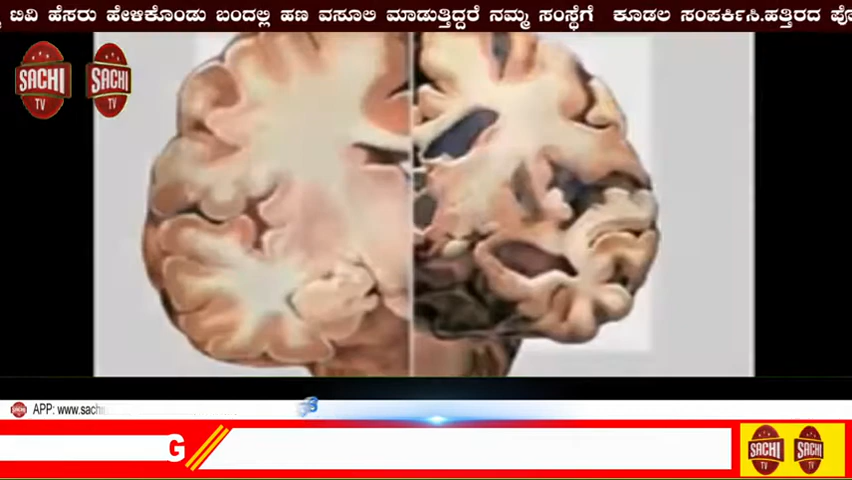 ಟಿವಿ ಹೆಸರು ಹೇಳಿಕೊಂಡು ಬಂದಲ್ಲಿ ಹಣ ವಸೂಲಿ ಮಾಡುತ್ತಿದ್ದರೆ ನಮ್ಮ ಸಂಸ್ಥೆಗೆ ಕೂಡಲ ಸಂಪರ್ಕಿಸಿ.ಹತ್ತಿರದ
SACHI TV
SACHI TV
APP: www.sachi
G
SACHI TV
SACHI TV